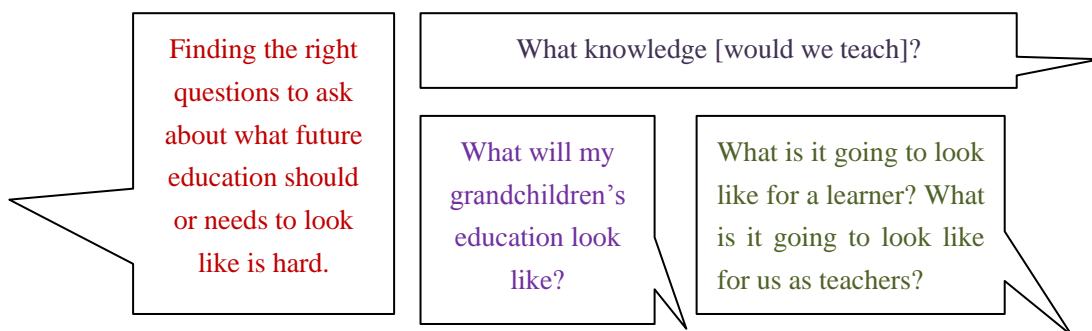 Finding the right
questions to ask
about what future
education should
or needs to look
like is hard.
What knowledge [would we teach]?
What will my
grandchildren’s
education look
like?
What is it going to look
like for a learner? What
is it going to look like
for us as teachers?